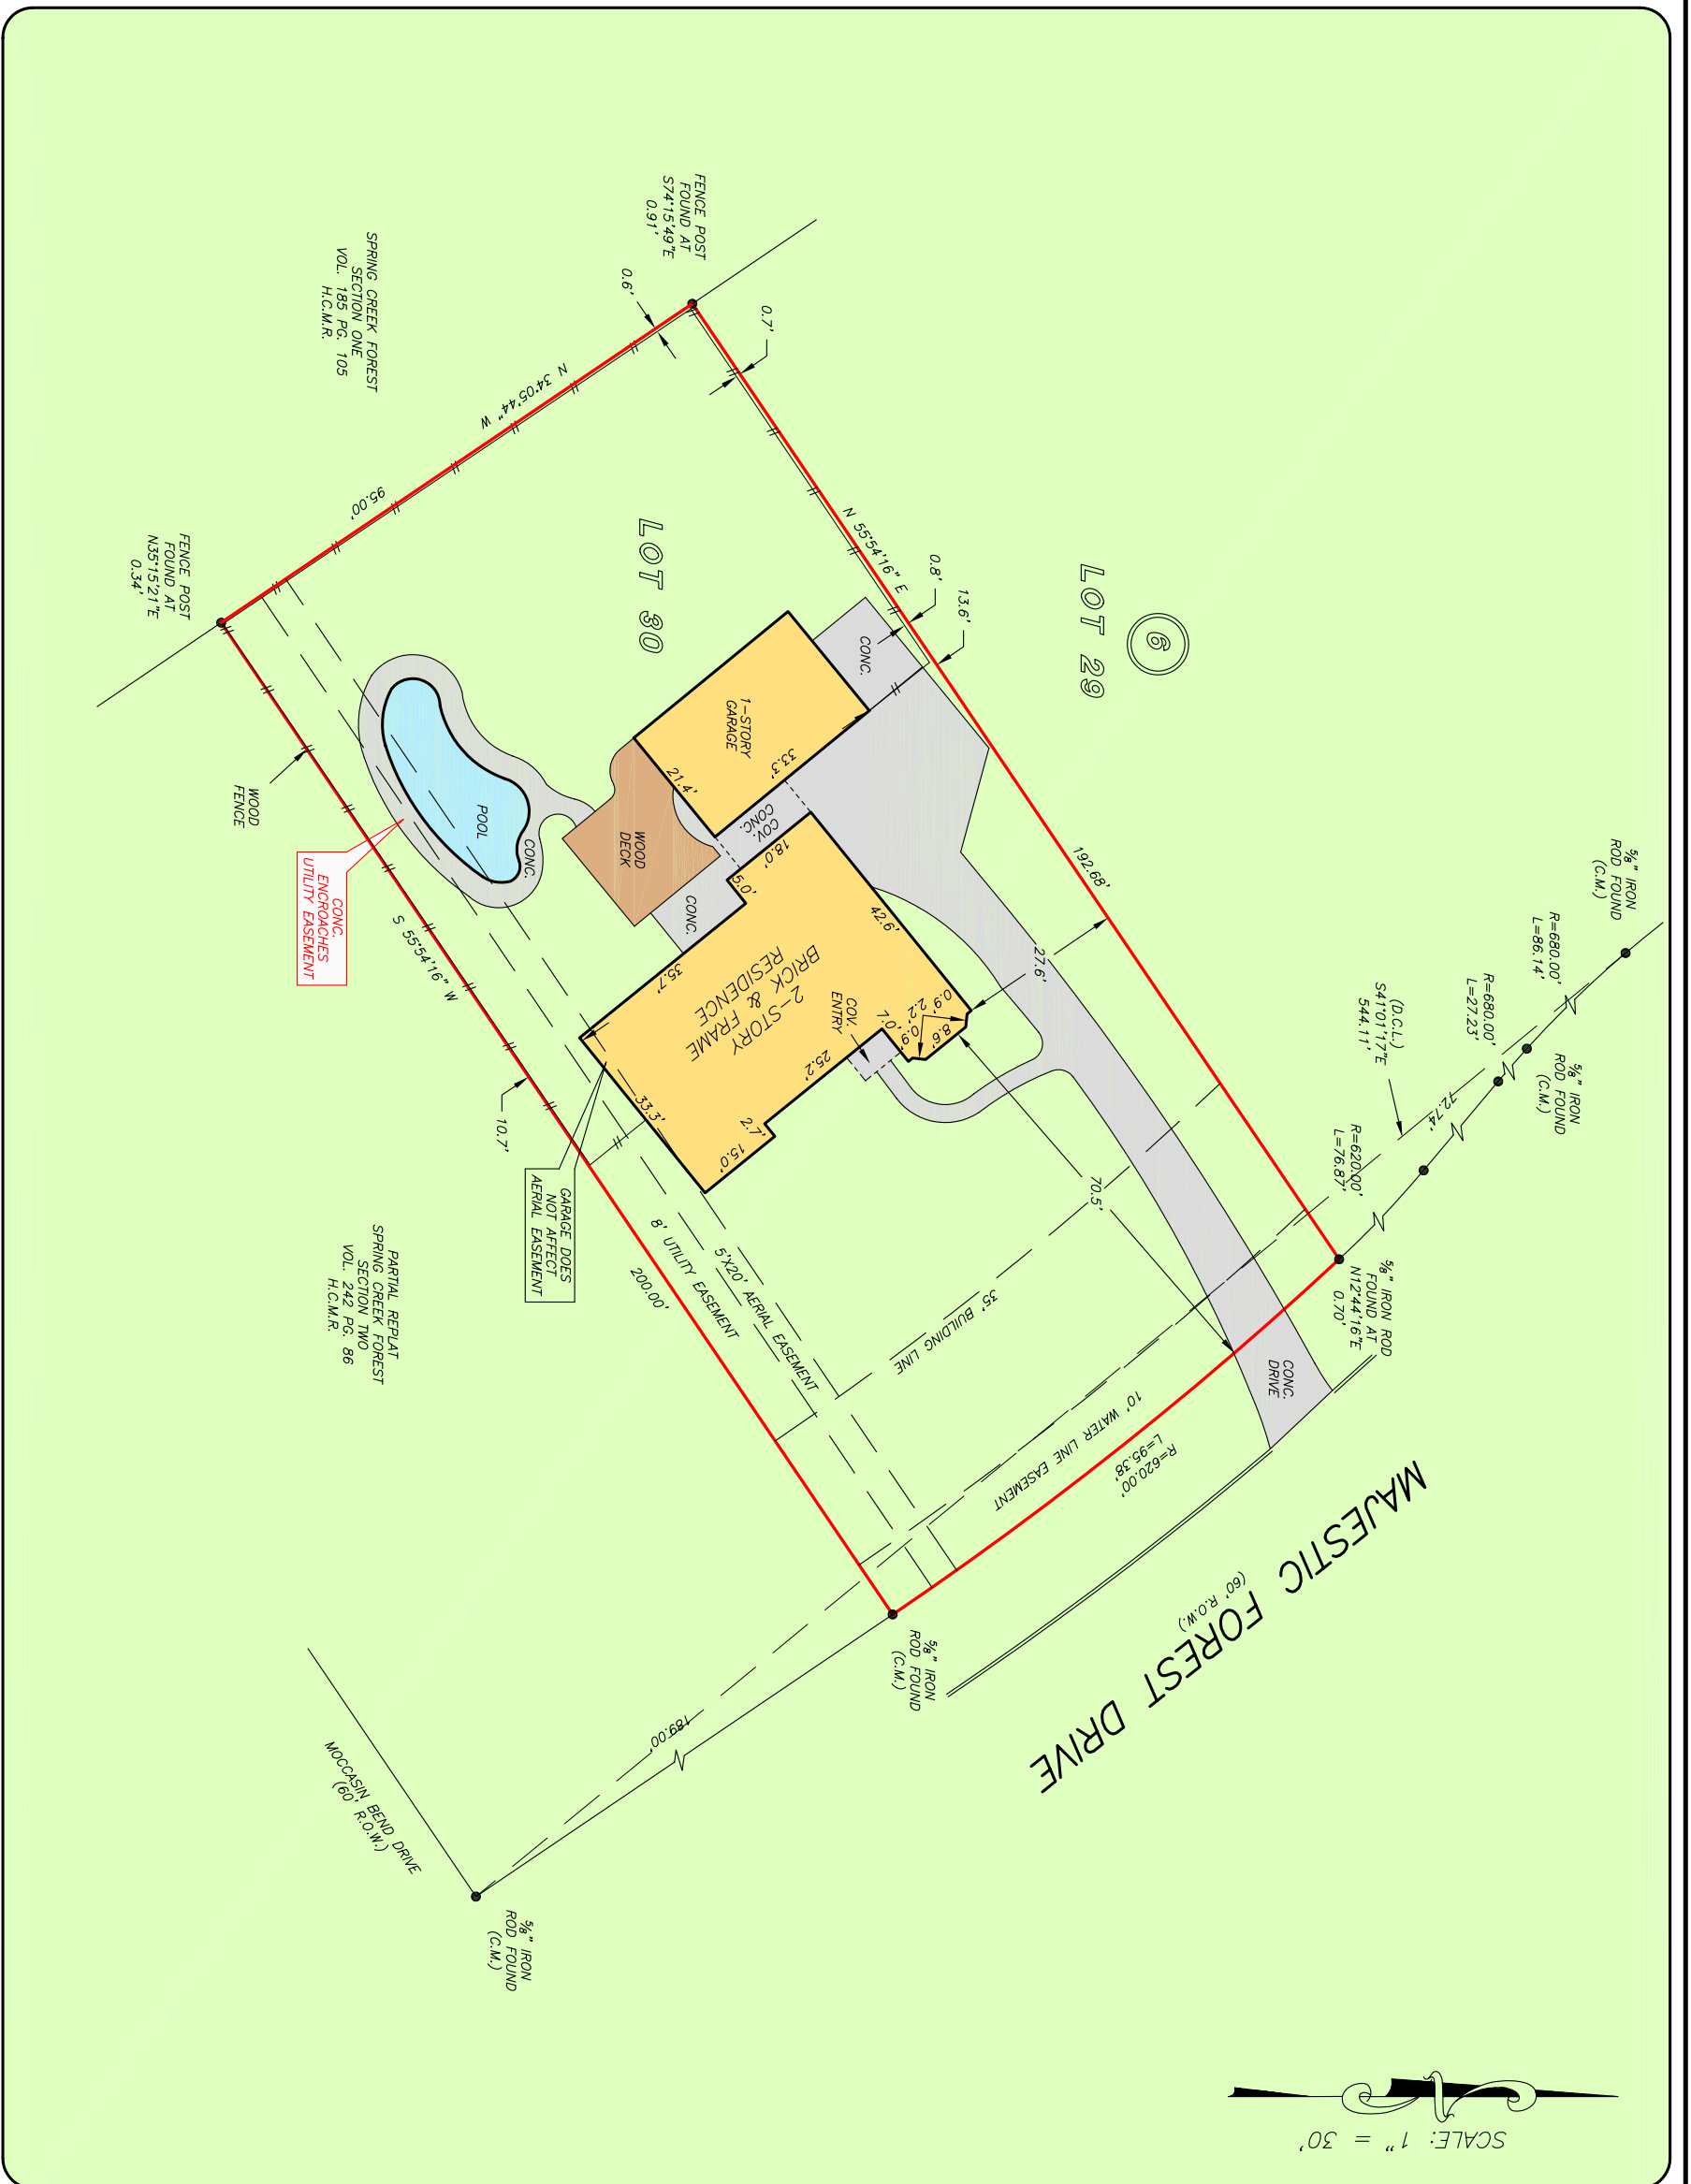 FENCE POST
FOUND AT
S74°15'49"E
0.91'
0.7'
0.6'
SPRING CREEK FOREST
SECTION ONE
VOL. 185 PG. 105
H.C.M.R.
N 34°05'44" W
95.00'
FENCE POST
FOUND AT
N35°15'21"E
0.34'
LOT 30
LOT 29
6
N 55°54'16" E
192.68'
0.8'
13.6'
CONC.
1-STORY
GARAGE
33.3'
21.4'
COV.
CONC.
WOOD
DECK
CONC.
POOL
CONC.
WOOD
FENCE
CONC.
ENCROACHES
UTILITY EASEMENT
S 55°54'16" W
200.00'
18.0'
5.0'
42.6'
35.7'
2-STORY
BRICK & FRAME
RESIDENCE
COV.
ENTRY
27.6'
0.9'
2.2'
8.6'
0.9'
7.0'
25.2'
2.7'
15.0'
33.3'
10.7'
GARAGE DOES
NOT AFFECT
AERIAL EASEMENT
8' UTILITY EASEMENT
5'X20' AERIAL EASEMENT
35' BUILDING LINE
70.5'
10' WATER LINE EASEMENT
R=620.00'
L=95.38'
CONC.
DRIVE
MAJESTIC FOREST DRIVE
(60' R.O.W.)
5/8" IRON
ROD FOUND
(C.M.)
R=680.00'
L=86.14'
R=680.00'
L=27.23'
5/8" IRON
ROD FOUND
(C.M.)
(D.C.L.)
S41°01'17"E
544.11'
72.74'
R=620.00'
L=76.87'
5/8" IRON ROD
FOUND AT
N12°44'16"E
0.70'
5/8" IRON
ROD FOUND
(C.M.)
189.00'
PARTIAL REPLAT
SPRING CREEK FOREST
SECTION TWO
VOL. 242 PG. 86
H.C.M.R.
MOCCASIN BEND DRIVE
(60' R.O.W.)
5/8" IRON
ROD FOUND
(C.M.)
N
SCALE: 1" = 30'